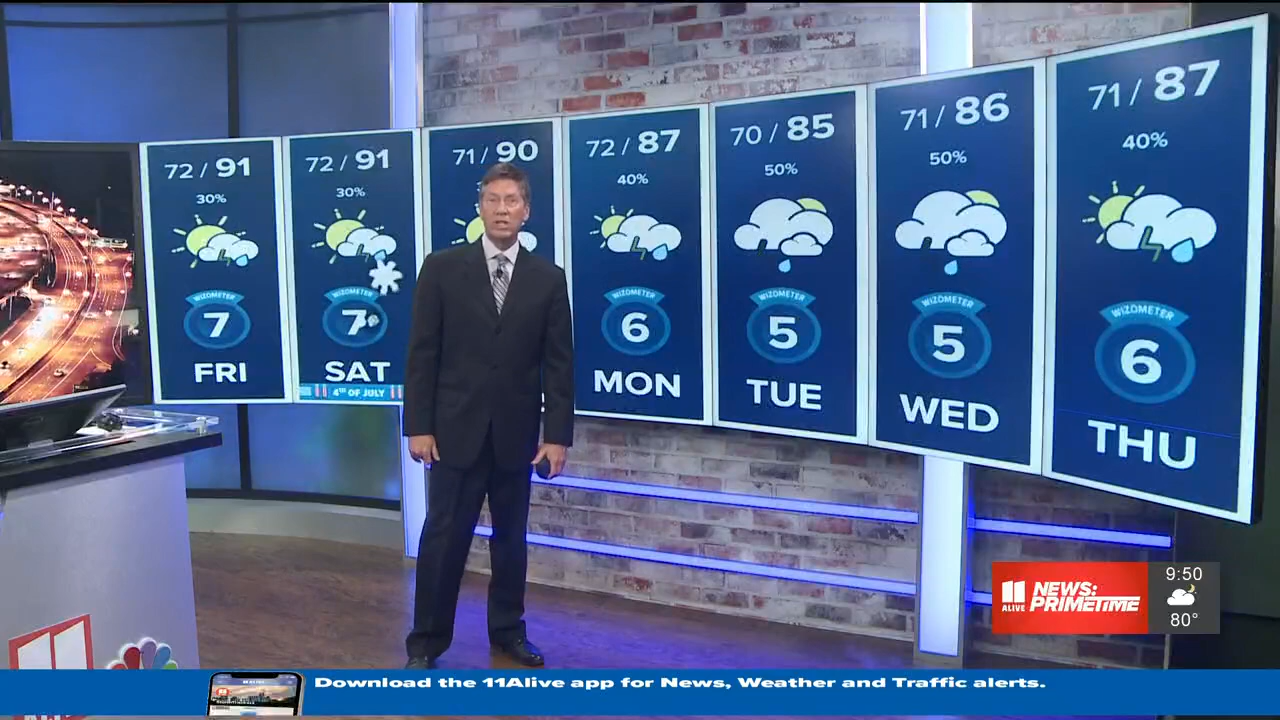 72 / 91
30%
WIZOMETER
7
FRI
72 / 91
30%
WIZOMETER
7
SAT
4TH OF JULY
71 / 90
72 / 87
40%
WIZOMETER
6
MON
70 / 85
50%
WIZOMETER
5
TUE
71 / 86
50%
WIZOMETER
5
WED
71 / 87
40%
WIZOMETER
6
THU
11
ALIVE
NEWS:
PRIMETIME
9:50
80°
11
Download the 11Alive app for News, Weather and Traffic alerts.